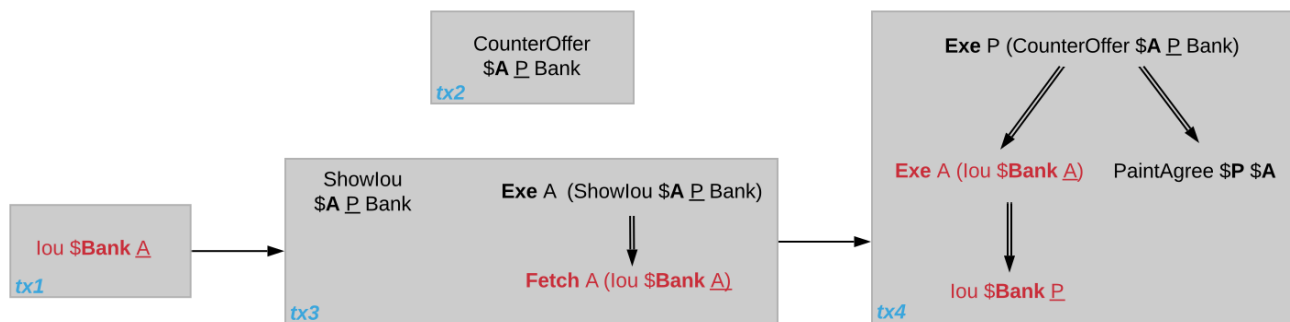 Iou $Bank A
tx1
CounterOffer
$A P Bank
tx2
ShowIou
$A P Bank
Exe A (ShowIou $A P Bank)
Fetch A (Iou $Bank A)
tx3
Exe P (CounterOffer $A P Bank)
Exe A (Iou $Bank A)
PaintAgree $P $A
Iou $Bank P
tx4